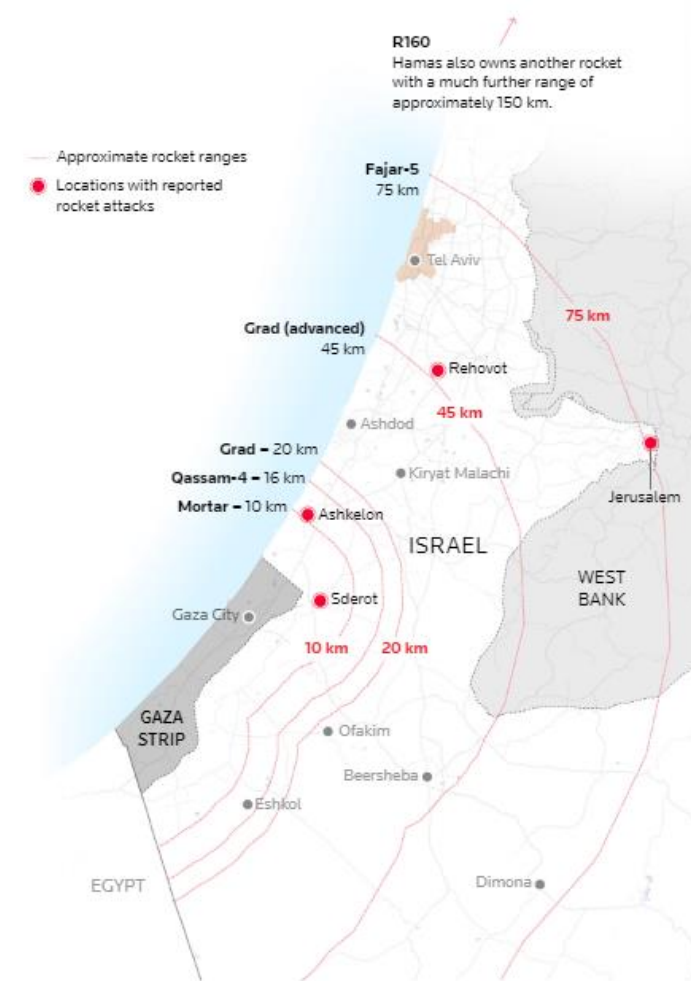 R160
Hamas also owns another rocket
with a much further range of
approximately 150 km.
Approximate rocket ranges
Locations with reported
rocket attacks
Fajar-5
75 km
Tel Aviv
75 km
Grad (advanced)
45 km
Rehovot
45 km
Ashdod
Grad – 20 km
Kiryat Malachi
Qassam-4 – 16 km
Jerusalem
Mortar – 10 km
Ashkelon
ISRAEL
WEST
BANK
Sderot
Gaza City
10 km
20 km
GAZA
STRIP
Ofakim
Beersheba
Eshkol
EGYPT
Dimona